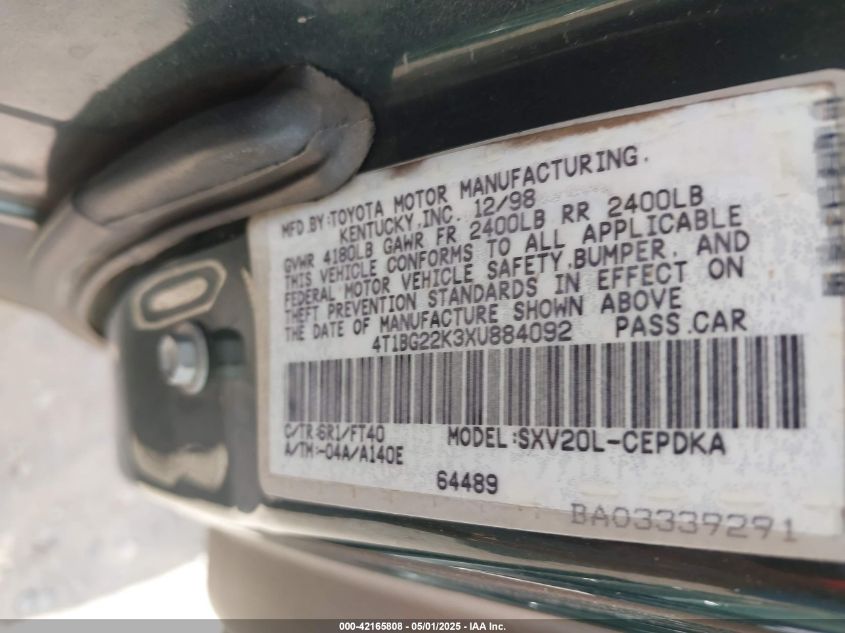 MFD.BY:TOYOTA MOTOR MANUFACTURING.
KENTUCKY,INC. 12/98
GVWR 4180LB GAWR FR 2400LB RR 2400LB
THIS VEHICLE CONFORMS TO ALL APPLICABLE
FEDERAL MOTOR VEHICLE SAFETY,BUMPER, AND
THEFT PREVENTION STANDARDS IN EFFECT ON
THE DATE OF MANUFACTURE SHOWN ABOVE
4T1BG22K3XU884092 PASS.CAR
C/TR:6R1/FT40 MODEL:SXV20L-CEPDKA
A/TM:-04A/A140E
64489
BA03339291
000-42165808 - 05/01/2025 - IAA Inc.